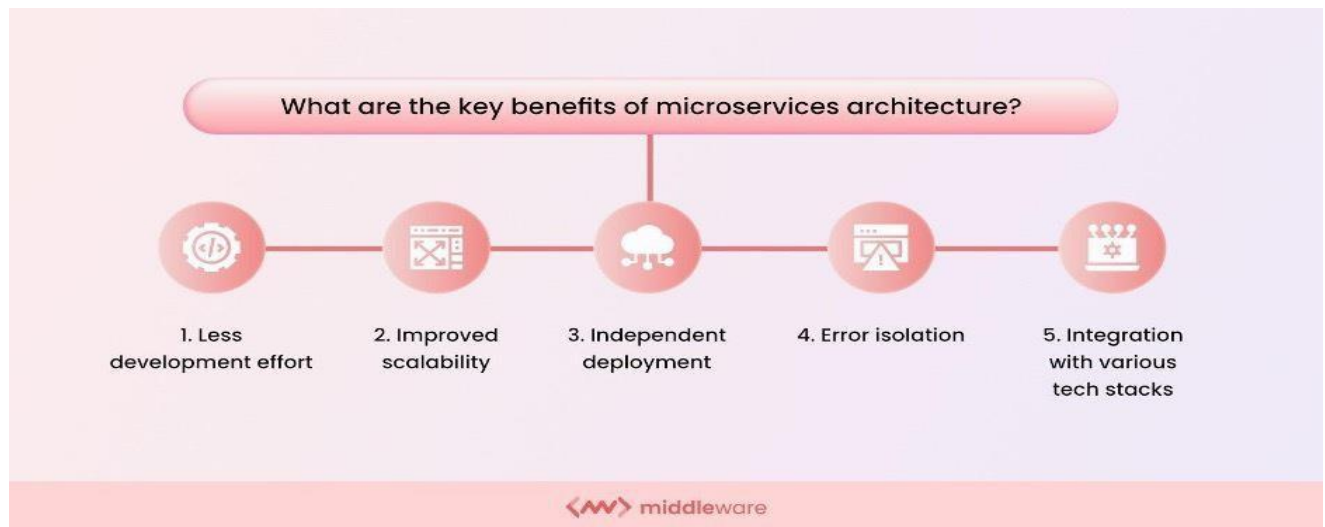 What are the key benefits of microservices architecture?
1. Less
development effort
2. Improved
scalability
3. Independent
deployment
4. Error isolation
5. Integration
with various
tech stacks
middleware